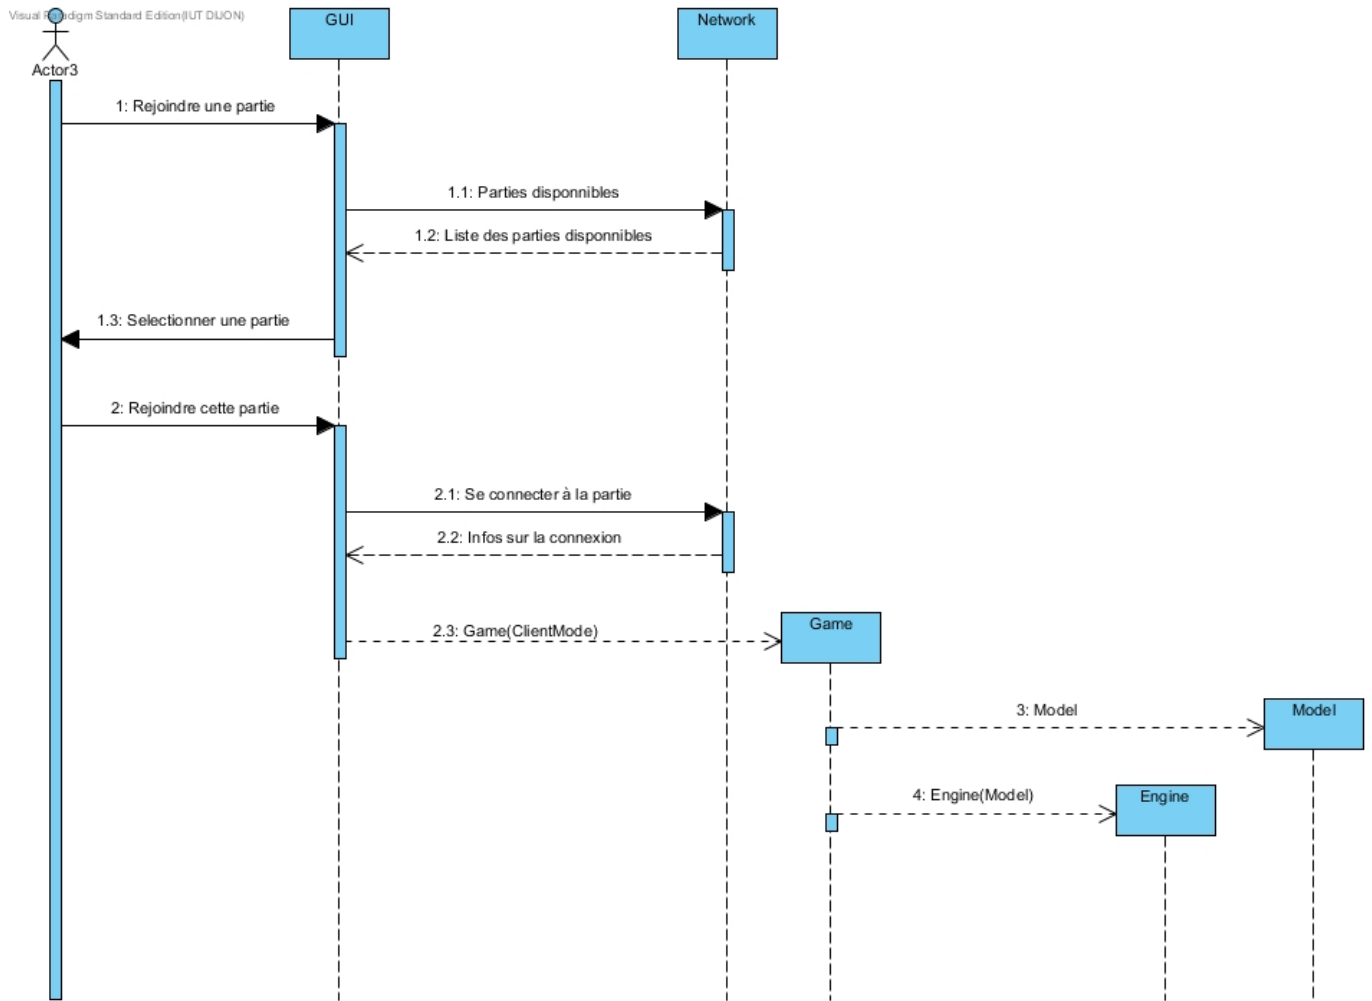 Visual Paradigm Standard Edition(IUT DIJON)
GUI
Network
Actor3
1: Rejoindre une partie
1.1: Parties disponnibles
1.2: Liste des parties disponnibles
1.3: Selectionner une partie
2: Rejoindre cette partie
2.1: Se connecter à la partie
2.2: Infos sur la connexion
2.3: Game(ClientMode)
Game
3: Model
Model
4: Engine(Model)
Engine